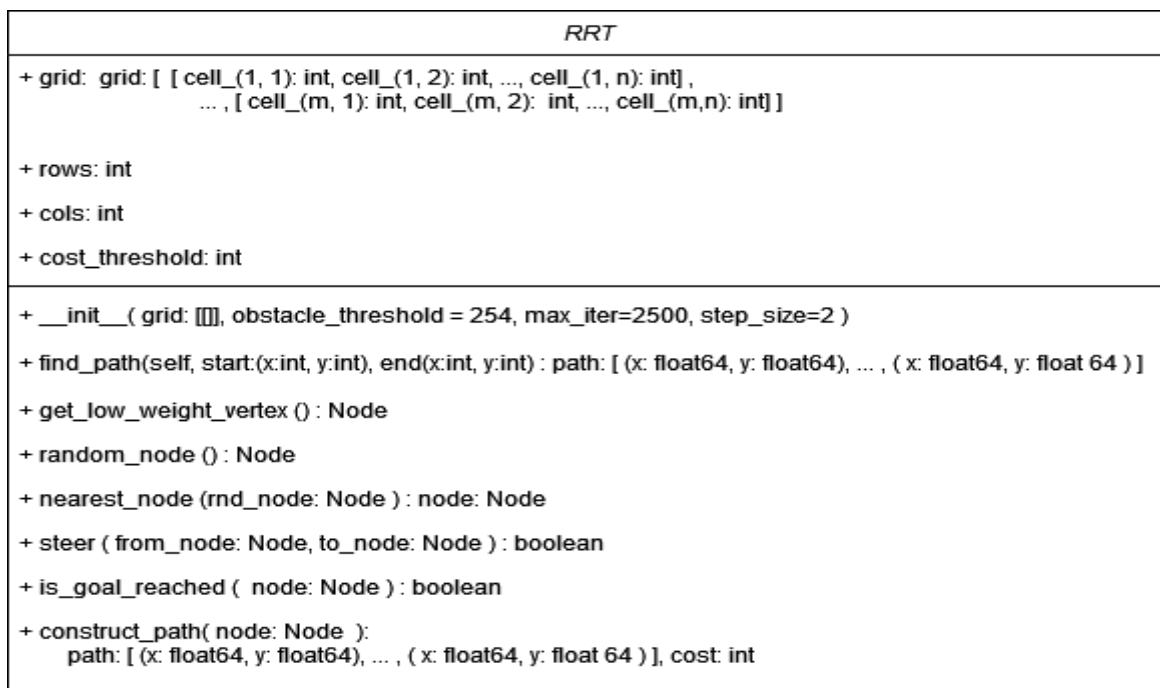 RRT
+ grid:  grid: [  [ cell_(1, 1): int, cell_(1, 2): int, ..., cell_(1, n): int] ,
... , [ cell_(m, 1): int, cell_(m, 2):  int, ..., cell_(m,n): int] ]
+ rows: int
+ cols: int
+ cost_threshold: int
+ __init__( grid: [[]], obstacle_threshold = 254, max_iter=2500, step_size=2 )
+ find_path(self, start:(x:int, y:int), end(x:int, y:int) : path: [ (x: float64, y: float64), ... , ( x: float64, y: float 64 ) ]
+ get_low_weight_vertex () : Node
+ random_node () : Node
+ nearest_node (rnd_node: Node ) : node: Node
+ steer ( from_node: Node, to_node: Node ) : boolean
+ is_goal_reached (  node: Node ) : boolean
+ construct_path( node: Node  ):
path: [ (x: float64, y: float64), ... , ( x: float64, y: float 64 ) ], cost: int